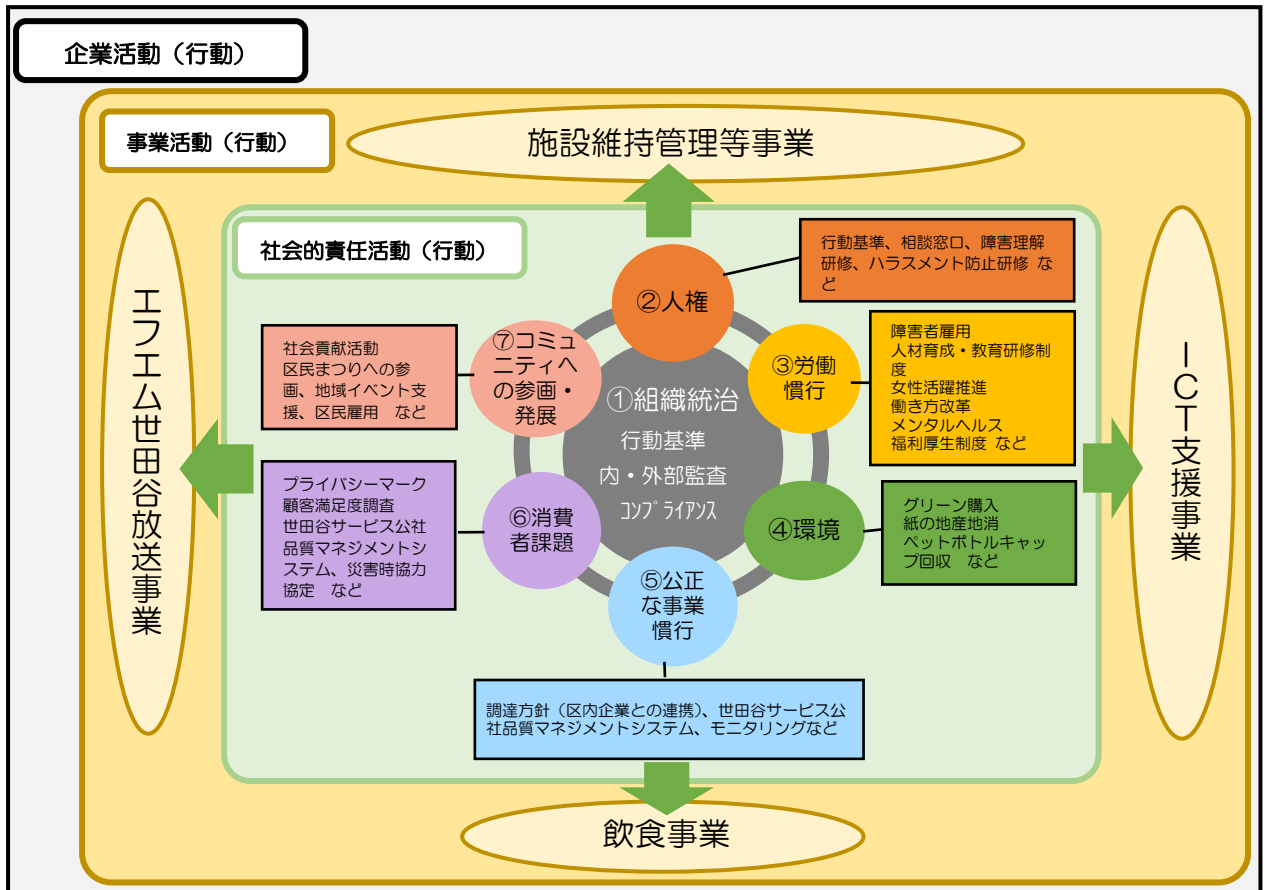 企業活動（行動）
事業活動（行動）
施設維持管理等事業
社会的責任活動（行動）
エフエム世田谷放送事業
ＩＣＴ支援事業
飲食事業
①組織統治
行動基準
内・外部監査
ｺﾝﾌﾟﾗｲｱﾝｽ
②人権
行動基準、相談窓口、障害理解
研修、ハラスメント防止研修 な
ど
③労働
慣行
障害者雇用
人材育成・教育研修制
度
女性活躍推進
働き方改革
メンタルヘルス
福利厚生制度 など
④環境
グリーン購入
紙の地産地消
ペットボトルキャッ
プ回収　など
⑤公正
な事業
慣行
調達方針（区内企業との連携）、世田谷サービス公
社品質マネジメントシステム、モニタリングなど
⑥消費
者課題
プライバシーマーク
顧客満足度調査
世田谷サービス公社
品質マネジメントシ
ステム、災害時協力
協定　など
⑦コミュ
ニティへ
の参画・
発展
社会貢献活動
区民まつりへの参
画、地域イベント支
援、区民雇用　など